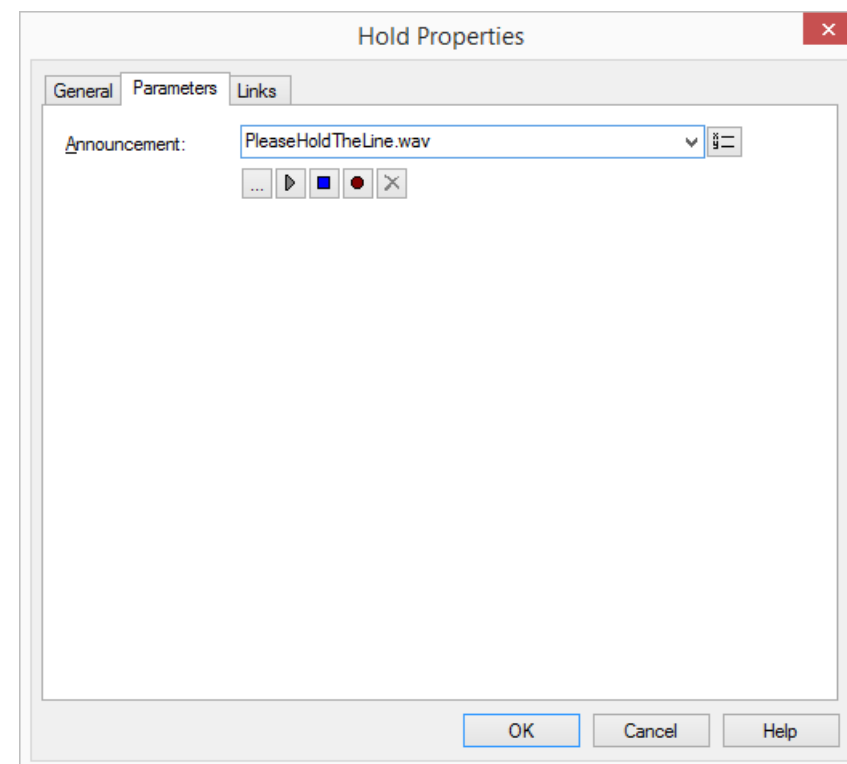 Hold Properties
General Parameters Links
Announcement: PleaseHoldTheLine.wav
...
OK Cancel Help